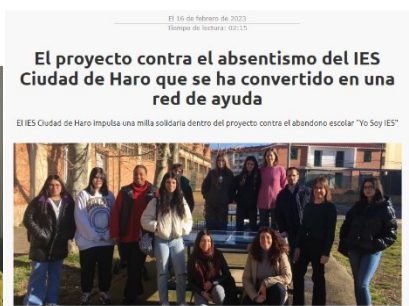 El 16 de febrero de 2023
Tiempo de lectura: 02:15
El proyecto contra el absentismo del IES
Ciudad de Haro que se ha convertido en una
red de ayuda
El IES Ciudad de Haro impulsa una milla solidaria dentro del proyecto contra el abandono escolar "Yo Soy IES"